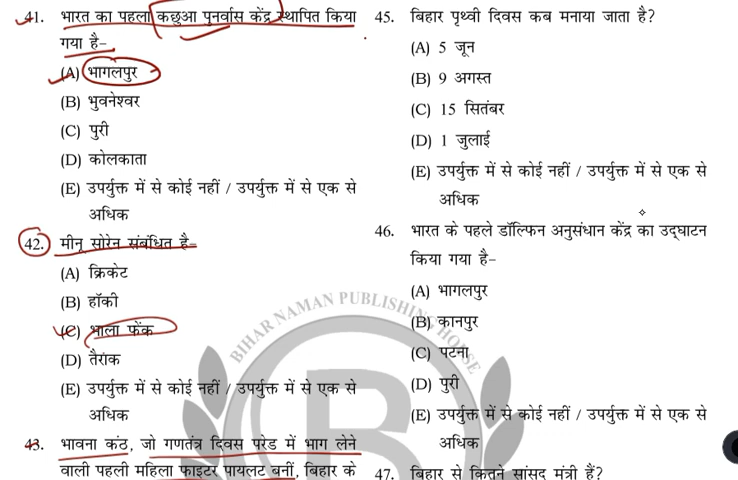 41. भारत का पहला कछुआ पुनर्वास केंद्र स्थापित किया
गया है-
(A) भागलपुर
(B) भुवनेश्वर
(C) पुरी
(D) कोलकाता
(E) उपर्युक्त में से कोई नहीं / उपर्युक्त में से एक से
अधिक
42. मीनू सोरेन संबंधित है-
(A) क्रिकेट
(B) हॉकी
(C) भाला फेंक
(D) तैराक
(E) उपर्युक्त में से कोई नहीं / उपर्युक्त में से एक से
अधिक
43. भावना कंठ, जो गणतंत्र दिवस परेड में भाग लेने
वाली पहली महिला फाइटर पायलट बनीं, बिहार के
45. बिहार पृथ्वी दिवस कब मनाया जाता है?
(A) 5 जून
(B) 9 अगस्त
(C) 15 सितंबर
(D) 1 जुलाई
(E) उपर्युक्त में से कोई नहीं / उपर्युक्त में से एक से
अधिक
46. भारत के पहले डॉल्फिन अनुसंधान केंद्र का उद्घाटन
किया गया है-
(A) भागलपुर
(B) कानपुर
(C) पटना
(D) पुरी
(E) उपर्युक्त में से कोई नहीं / उपर्युक्त में से एक से
अधिक
47. बिहार से कितने सांसद मंत्री हैं?
BIHAR NAMAN PUBLISHING HOUSE
B